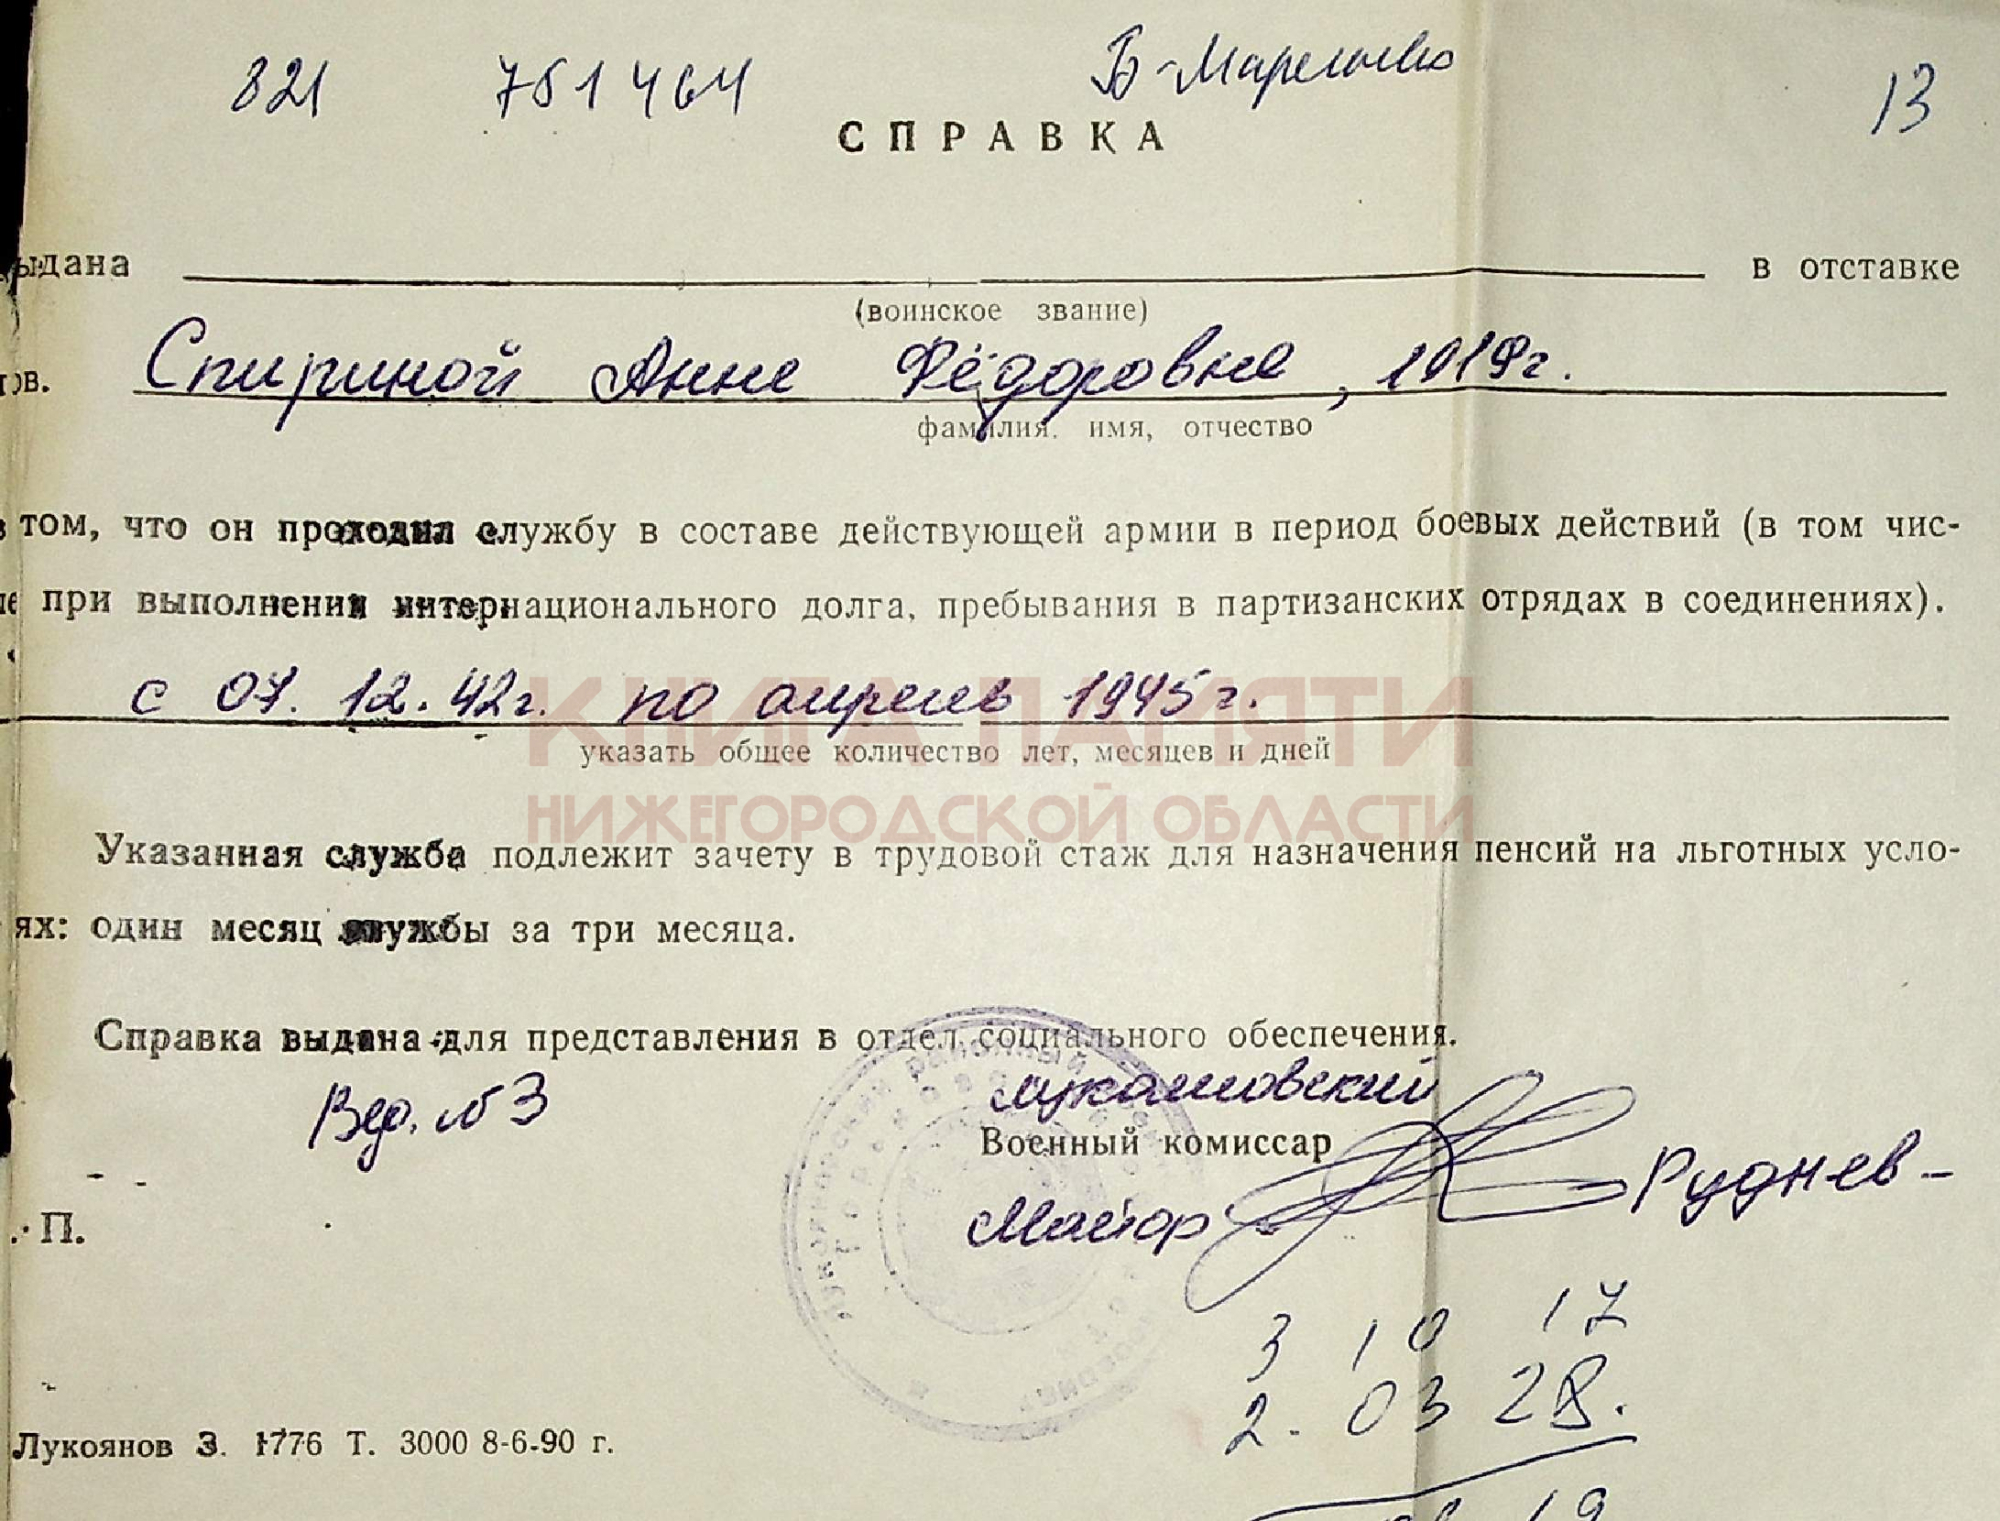 821 751464 Б-Марелево 13
СПРАВКА
выдана в отставке
(воинское звание)
тов. Спириной Анне Фёдоровне, 1919г.
фамилия. имя, отчество
в том, что он проходил службу в составе действующей армии в период боевых действий (в том чис-
ле при выполнении интернационального долга, пребывания в партизанских отрядах в соединениях).
с 07. 12. 42г. по апрель 1945г.
КНИГА ПАМЯТИ
указать общее количество лет, месяцев и дней
НИЖЕГОРОДСКОЙ ОБЛАСТИ
Указанная служба подлежит зачету в трудовой стаж для назначения пенсий на льготных усло-
ях: один месяц службы за три месяца.
Справка выдана для представления в отдел социального обеспечения.
Вед. № 3 Лукояновский
Военный комиссар
Майор Руднев-
. П.
3 10 17
2. 03 28.
Лукоянов З. 1776 Т. 3000 8-6-90 г.
19